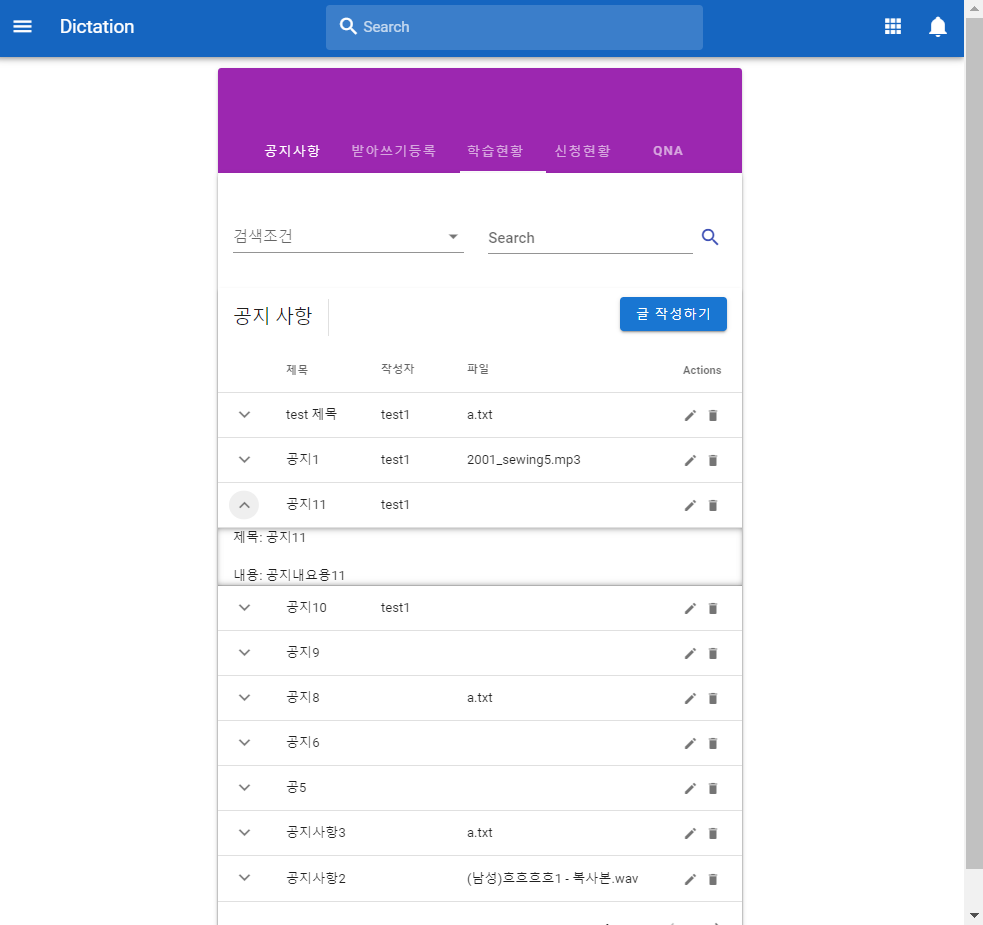 Dictation Search
공지사항 받아쓰기등록 학습현황 신청현황 QNA
검색조건 Search
공지 사항 글 작성하기
제목 작성자 파일 Actions
test 제목 test1 a.txt
공지1 test1 2001_sewing5.mp3
공지11 test1
제목: 공지11
내용: 공지내요용11
공지10 test1
공지9
공지8 a.txt
공지6
공5
공지사항3 a.txt
공지사항2 (남성)흐흐흐흐1 - 복사본.wav